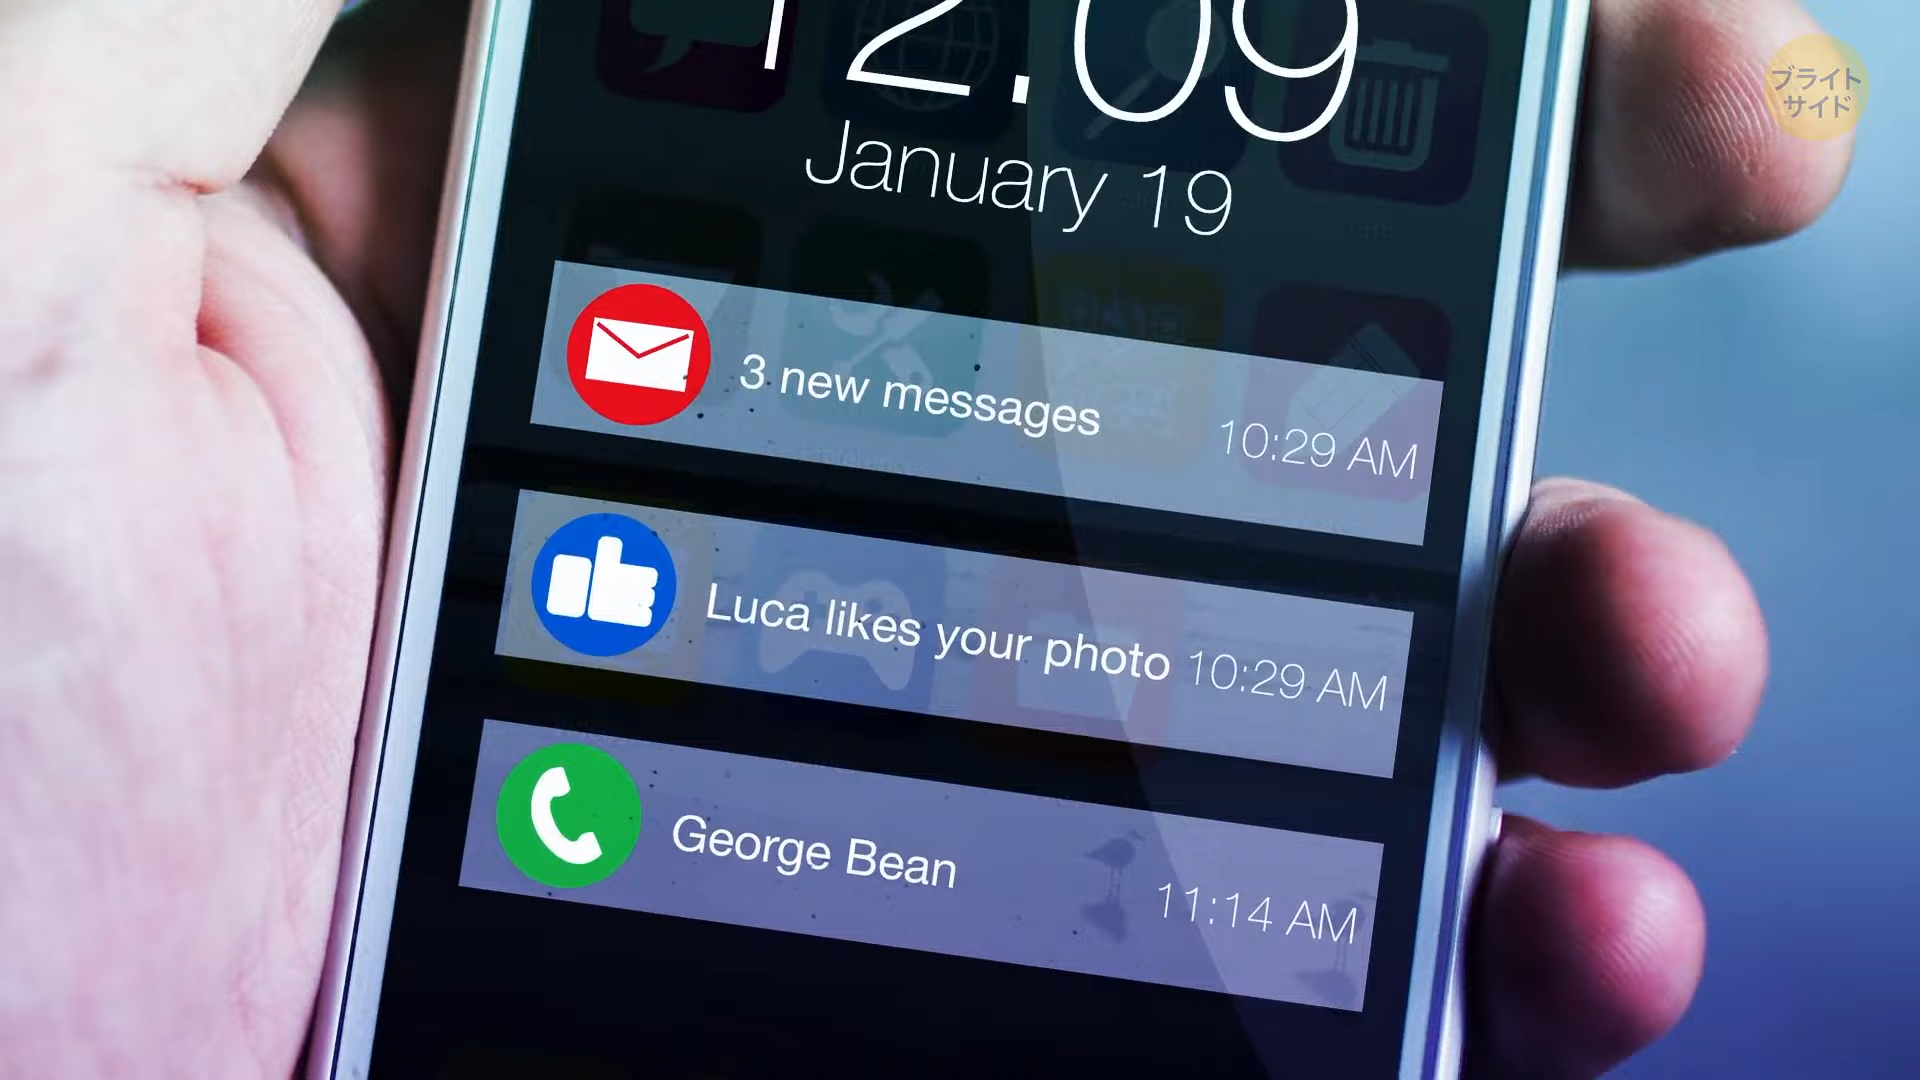 12:09
January 19
3 new messages
10:29 AM
Luca likes your photo 10:29 AM
George Bean
11:14 AM
ブライト
サイド